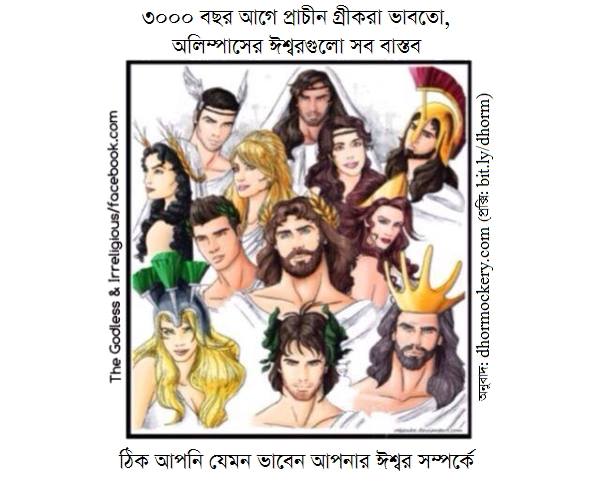 ৩০০০ বছর আগে প্রাচীন গ্রীকরা ভাবতো,
অলিম্পাসের ঈশ্বরগুলো সব বাস্তব
The Godless & Irreligious/facebook.com
অনুবাদ: dhormockery.com (প্রক্সি: bit.ly/dhorm)
ঠিক আপনি যেমন ভাবেন আপনার ঈশ্বর সম্পর্কে